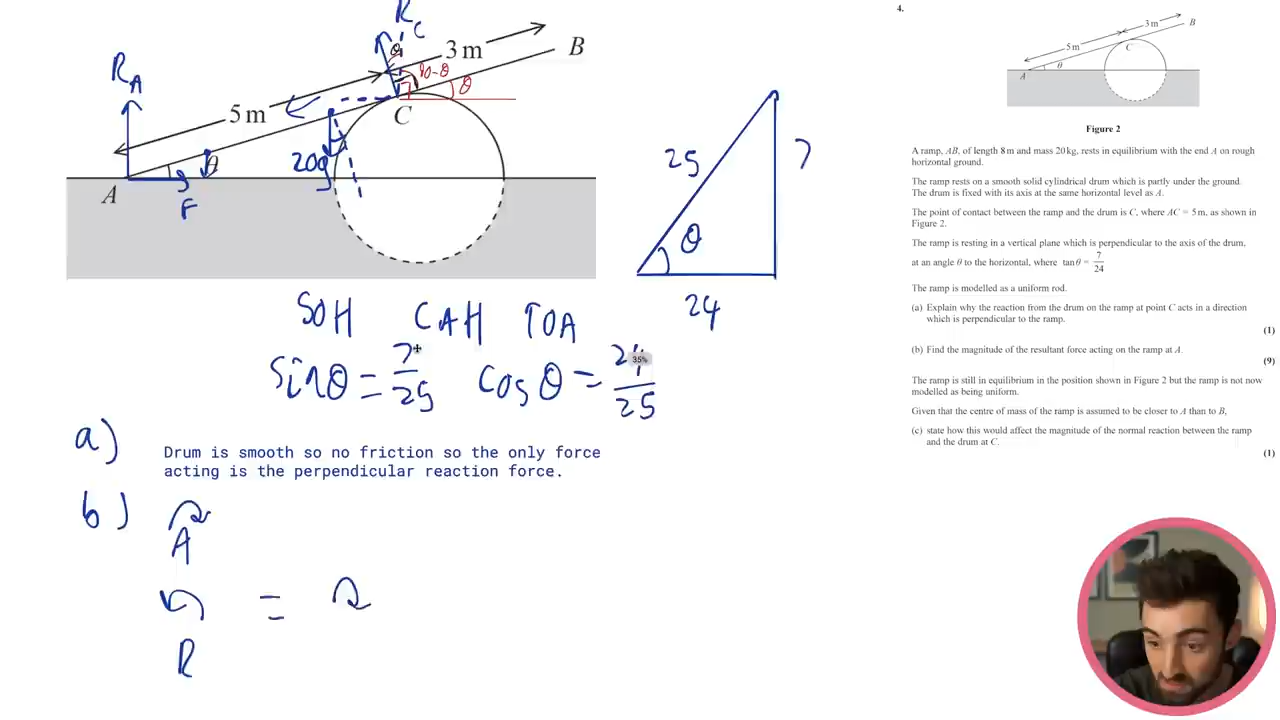 R_C
3 m
B
R_A
θ
90-θ
θ
5 m
C
20g
θ
A
F
25
7
θ
24
SOH CAH TOA
sinθ = 7/25 cosθ = 24/25
35%
a)
Drum is smooth so no friction so the only force
acting is the perpendicular reaction force.
b)
A
=
R
4.
3 m
B
5 m
C
θ
A
Figure 2
A ramp, AB, of length 8 m and mass 20 kg, rests in equilibrium with the end A on rough
horizontal ground.
The ramp rests on a smooth solid cylindrical drum which is partly under the ground.
The drum is fixed with its axis at the same horizontal level as A.
The point of contact between the ramp and the drum is C, where AC = 5 m, as shown in
Figure 2.
The ramp is resting in a vertical plane which is perpendicular to the axis of the drum,
at an angle θ to the horizontal, where tan θ = 7/24
The ramp is modelled as a uniform rod.
(a) Explain why the reaction from the drum on the ramp at point C acts in a direction
which is perpendicular to the ramp.
(1)
(b) Find the magnitude of the resultant force acting on the ramp at A.
(9)
The ramp is still in equilibrium in the position shown in Figure 2 but the ramp is not now
modelled as being uniform.
Given that the centre of mass of the ramp is assumed to be closer to A than to B,
(c) state how this would affect the magnitude of the normal reaction between the ramp
and the drum at C.
(1)